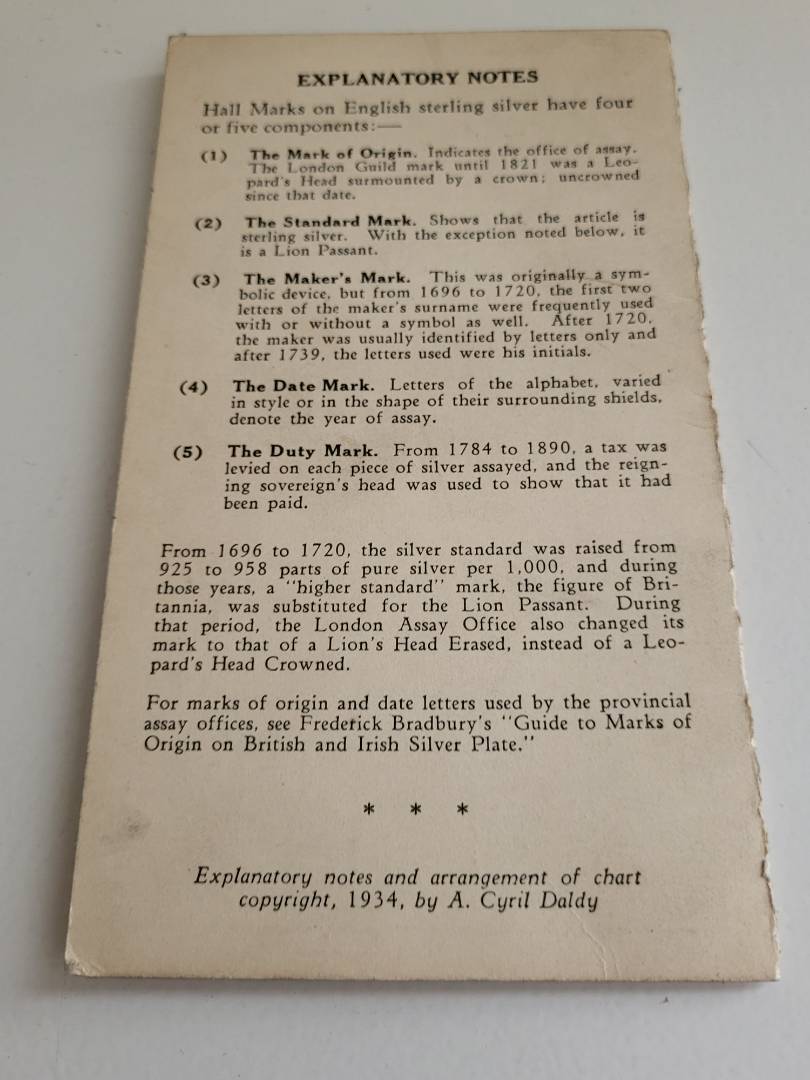 EXPLANATORY NOTES
Hall Marks on English sterling silver have four
or five components:—
(1) The Mark of Origin. Indicates the office of assay.
The London Guild mark until 1821 was a Leo-
pard's Head surmounted by a crown; uncrowned
since that date.
(2) The Standard Mark. Shows that the article is
sterling silver. With the exception noted below, it
is a Lion Passant.
(3) The Maker's Mark. This was originally a sym-
bolic device, but from 1696 to 1720, the first two
letters of the maker's surname were frequently used
with or without a symbol as well. After 1720,
the maker was usually identified by letters only and
after 1739, the letters used were his initials.
(4) The Date Mark. Letters of the alphabet, varied
in style or in the shape of their surrounding shields,
denote the year of assay.
(5) The Duty Mark. From 1784 to 1890, a tax was
levied on each piece of silver assayed, and the reign-
ing sovereign's head was used to show that it had
been paid.
From 1696 to 1720, the silver standard was raised from
925 to 958 parts of pure silver per 1,000, and during
those years, a "higher standard" mark, the figure of Bri-
tannia, was substituted for the Lion Passant. During
that period, the London Assay Office also changed its
mark to that of a Lion's Head Erased, instead of a Leo-
pard's Head Crowned.
For marks of origin and date letters used by the provincial
assay offices, see Frederick Bradbury's "Guide to Marks of
Origin on British and Irish Silver Plate."
* * *
Explanatory notes and arrangement of chart
copyright, 1934, by A. Cyril Daldy